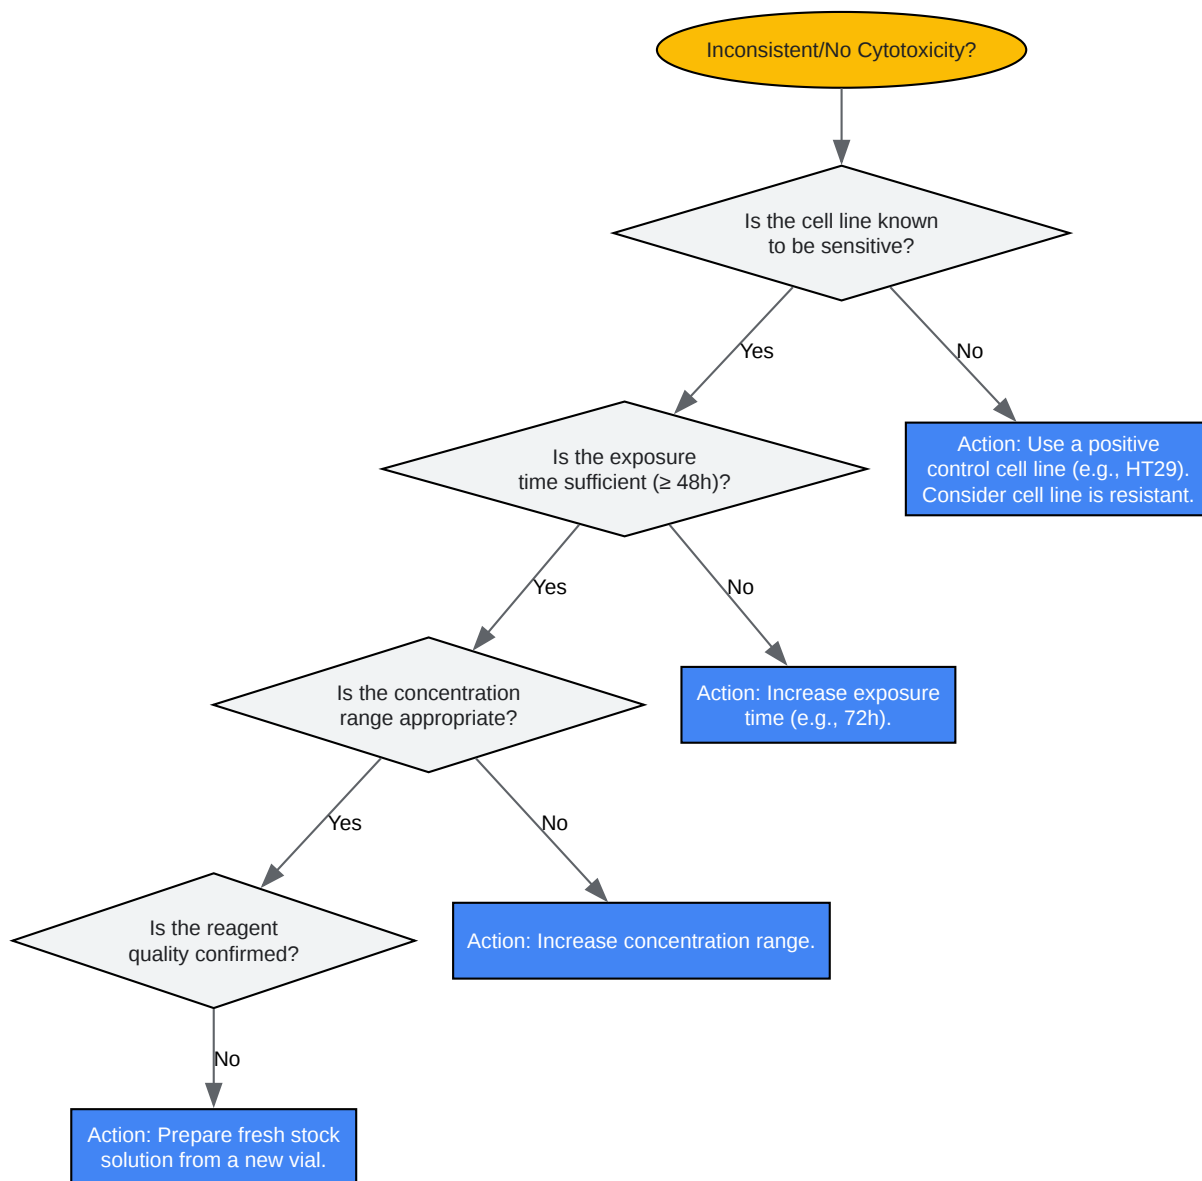 Inconsistent/No Cytotoxicity?
Is the cell line known
to be sensitive?
Yes
No
Is the exposure
time sufficient (≥ 48h)?
Action: Use a positive
control cell line (e.g., HT29).
Consider cell line is resistant.
Yes
No
Is the concentration
range appropriate?
Action: Increase exposure
time (e.g., 72h).
Yes
No
Is the reagent
quality confirmed?
Action: Increase concentration range.
No
Action: Prepare fresh stock
solution from a new vial.